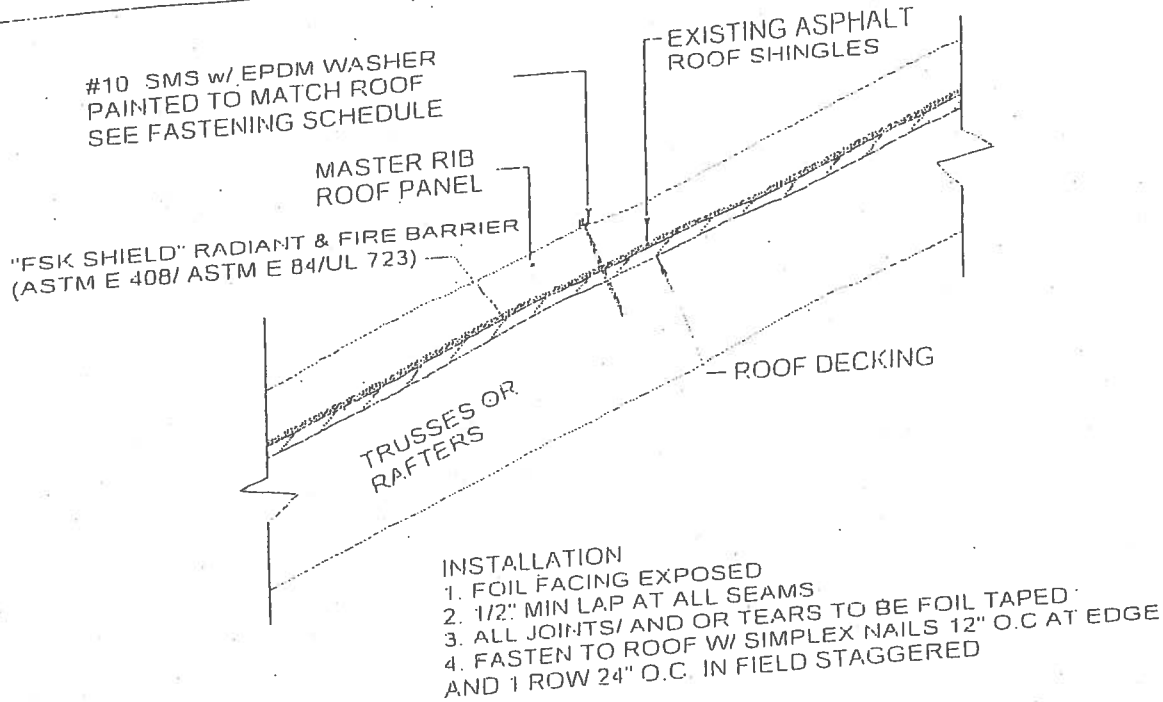 #10 SMS w/ EPDM WASHER
PAINTED TO MATCH ROOF
SEE FASTENING SCHEDULE
EXISTING ASPHALT
ROOF SHINGLES
MASTER RIB
ROOF PANEL
"FSK SHIELD" RADIANT & FIRE BARRIER
(ASTM E 408/ ASTM E 84/UL 723)
ROOF DECKING
TRUSSES OR
RAFTERS
INSTALLATION
1. FOIL FACING EXPOSED
2. 1/2" MIN LAP AT ALL SEAMS
3. ALL JOINTS/ AND OR TEARS TO BE FOIL TAPED
4. FASTEN TO ROOF W/ SIMPLEX NAILS 12" O.C AT EDGE
AND 1 ROW 24" O.C. IN FIELD STAGGERED